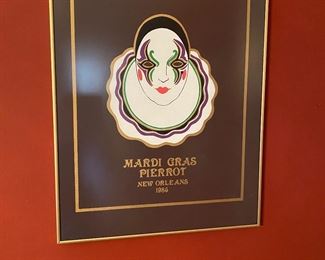 MARDI GRAS
PIERROT
NEW ORLEANS
1984